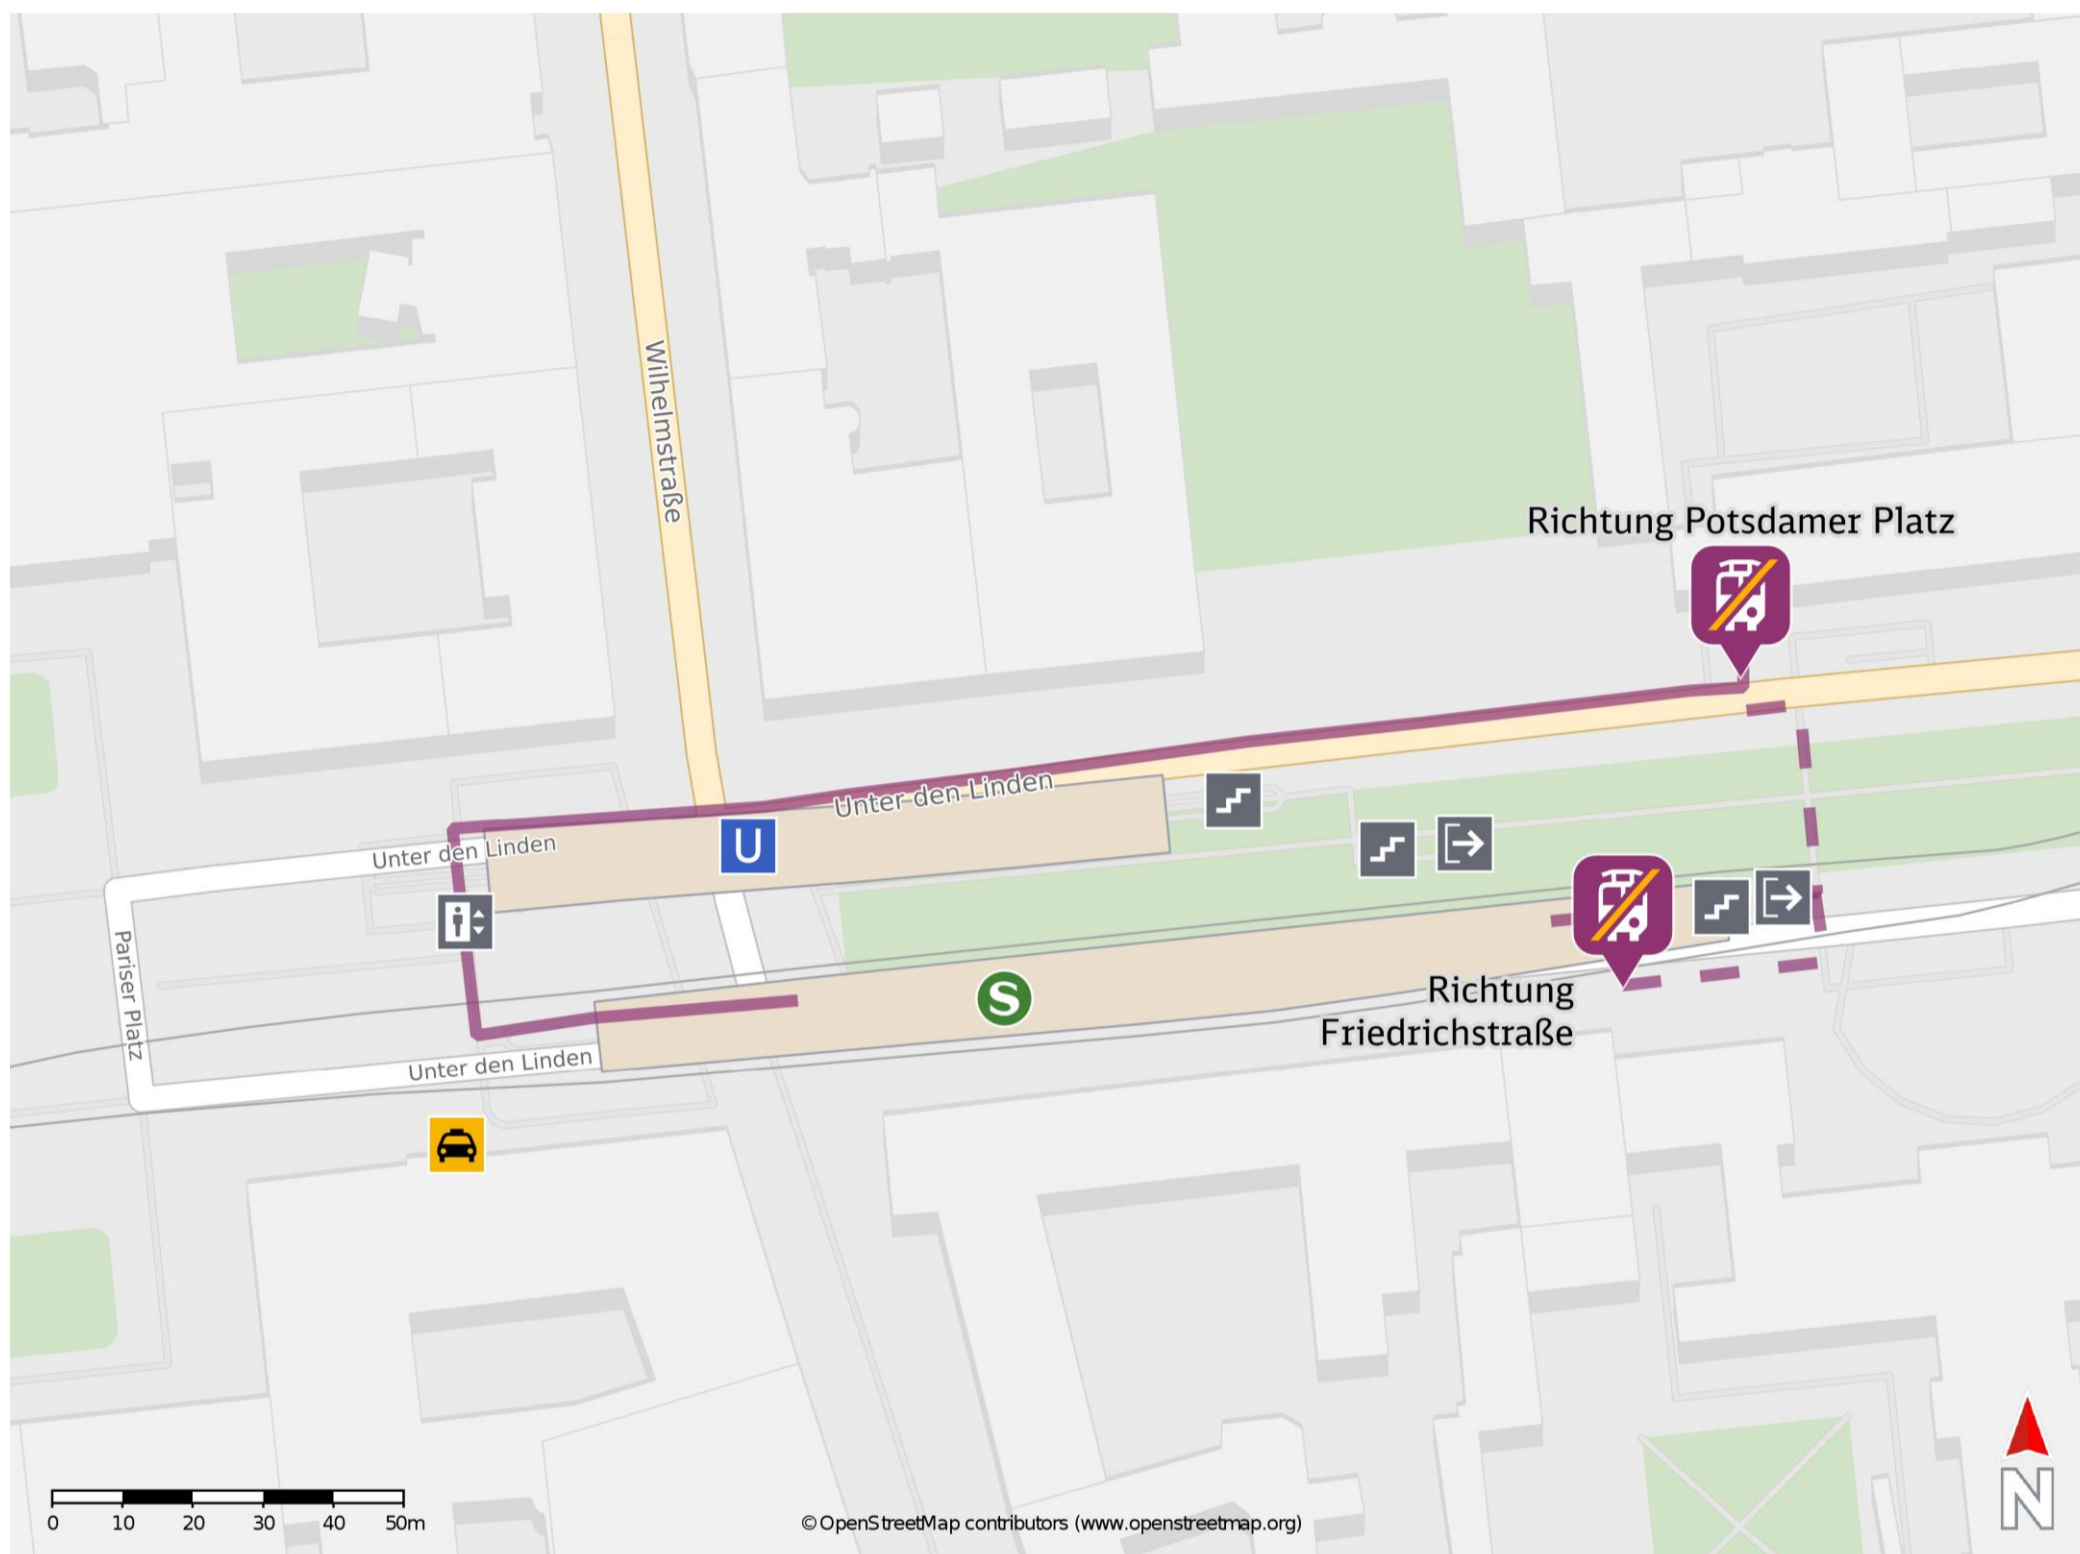 Wilhelmstraße
Richtung Potsdamer Platz
Unter den Linden
U
Unter den Linden
Pariser Platz
S
Richtung
Friedrichstraße
Unter den Linden
0 10 20 30 40 50m
© OpenStreetMap contributors (www.openstreetmap.org)
N